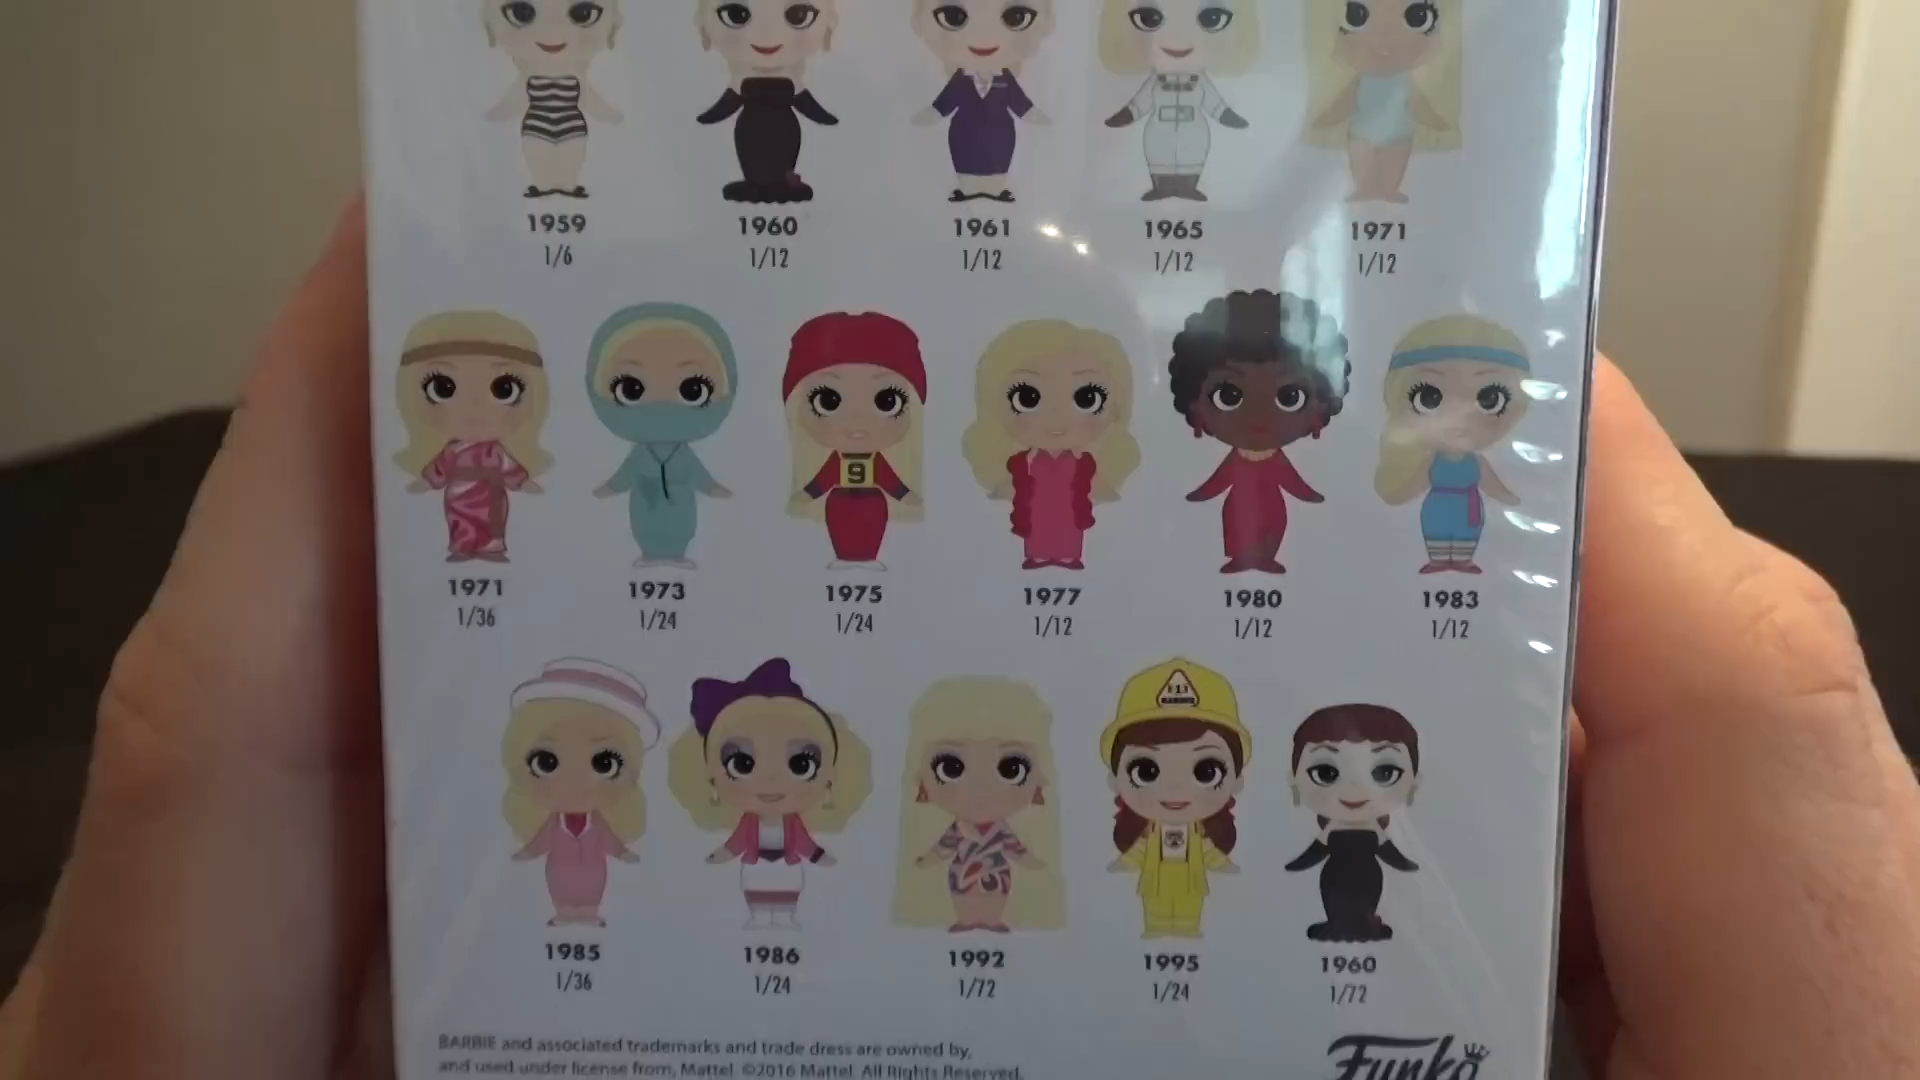 1959 1960 1961 1965 1971
1/6 1/12 1/12 1/12 1/12
9
1971 1973 1975 1977 1980 1983
1/36 1/24 1/24 1/12 1/12 1/12
1985 1986 1992 1995 1960
1/36 1/24 1/72 1/24 1/72
BARBIE and associated trademarks and trade dress are owned by,
and used under license from, Mattel. ©2016 Mattel. All Rights Reserved.
Funko